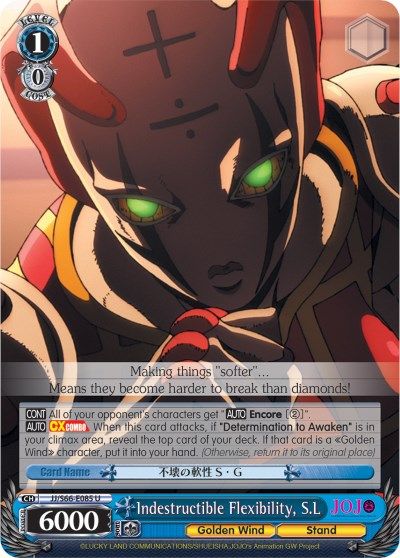 LEVEL
1
0
COST
Making things "softer"...
Means they become harder to break than diamonds!
CONT All of your opponent's characters get "AUTO Encore [②]".
AUTO CX COMBO When this card attacks, if "Determination to Awaken" is in
your climax area, reveal the top card of your deck. If that card is a «Golden
Wind» character, put it into your hand. (Otherwise, return it to its original place)
Card Name 不壊の軟性 S・G
CH JJ/S66-E085 U
6000
Indestructible Flexibility, S.L
JOJO
Golden Wind Stand
©LUCKY LAND COMMUNICATIONS/SHUEISHA,JOJO's Animation GW Project